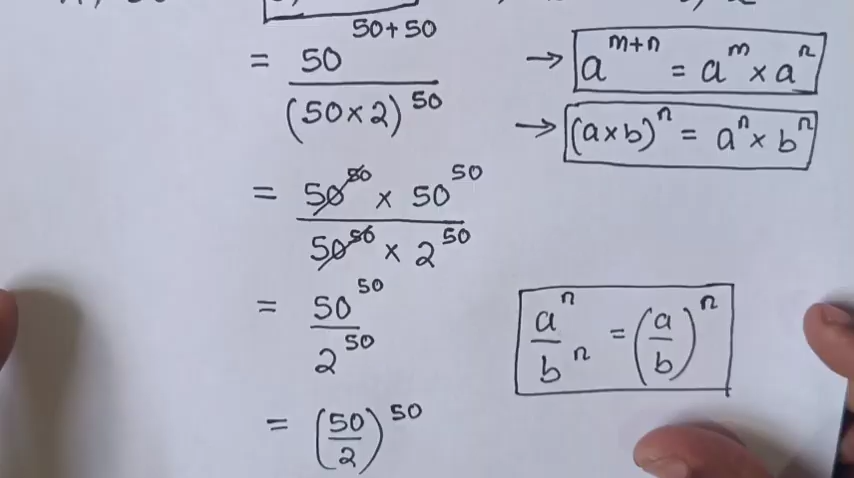 = 50^(50+50) / (50×2)^50 → a^(m+n) = a^m × a^n
→ (a×b)^n = a^n × b^n
= 50^50 × 50^50 / 50^50 × 2^50
= 50^50 / 2^50
a^n / b^n = (a/b)^n
= (50/2)^50